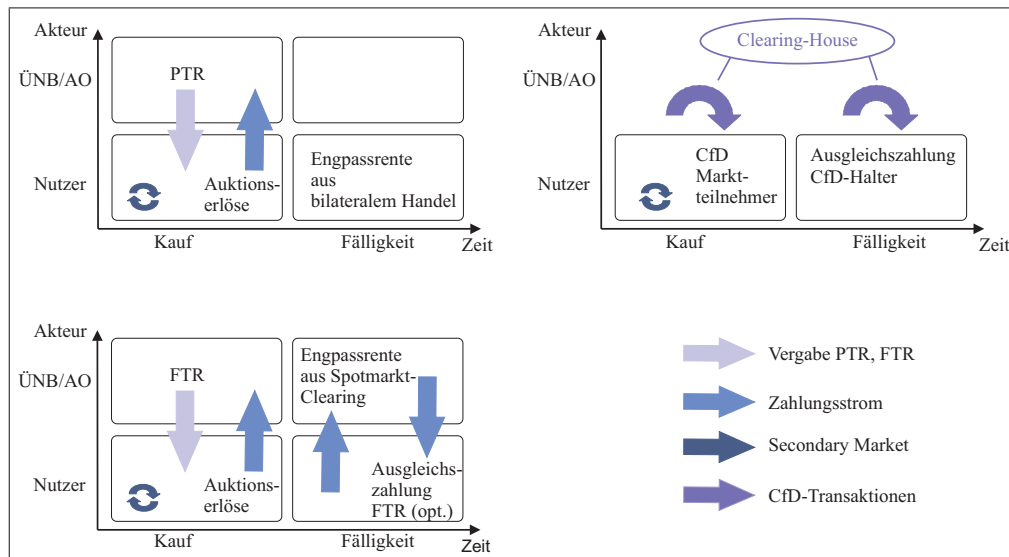 Akteur
ÜNB/AO
PTR
Nutzer
Auktions-
erlöse
Engpassrente
aus
bilateralem Handel
Kauf
Fälligkeit
Zeit
Akteur
Clearing-House
ÜNB/AO
Nutzer
CfD
Markt-
teilnehmer
Ausgleichszahlung
CfD-Halter
Kauf
Fälligkeit
Zeit
Akteur
ÜNB/AO
FTR
Engpassrente
aus Spotmarkt-
Clearing
Nutzer
Auktions-
erlöse
Ausgleichs-
zahlung
FTR (opt.)
Kauf
Fälligkeit
Zeit
Vergabe PTR, FTR
Zahlungsstrom
Secondary Market
CfD-Transaktionen